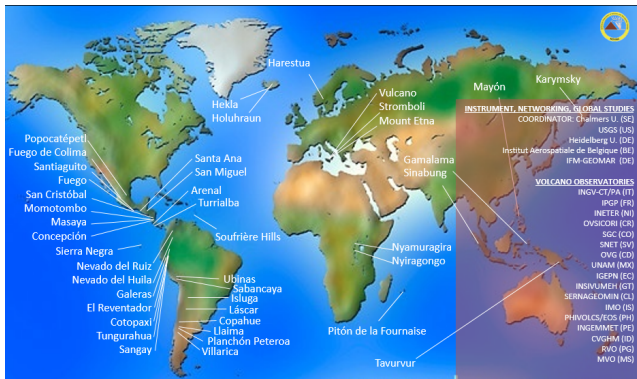 Harestua
Hekla
Holuhraun
Vulcano
Stromboli
Mount Etna
Mayón
Karymsky
Popocatépetl
Fuego de Colima
Santiaguito
Fuego
San Cristóbal
Momotombo
Masaya
Concepción
Sierra Negra
Santa Ana
San Miguel
Arenal
Turrialba
Soufrière Hills
Nevado del Ruiz
Nevado del Huila
Galeras
El Reventador
Cotopaxi
Tungurahua
Sangay
Ubinas
Sabancaya
Isluga
Láscar
Copahue
Llaima
Planchón Peteroa
Villarica
Gamalama
Sinabung
Nyamuragira
Nyiragongo
Pitón de la Fournaise
Tavurvur
INSTRUMENT, NETWORKING, GLOBAL STUDIES
COORDINATOR: Chalmers U. (SE)
USGS (US)
Heidelberg U. (DE)
Institut Aérospatiale de Belgique (BE)
IFM-GEOMAR (DE)
VOLCANO OBSERVATORIES
INGV-CT/PA (IT)
IPGP (FR)
INETER (NI)
OVSICORI (CR)
SGC (CO)
SNET (SV)
OVG (CD)
UNAM (MX)
IGEPN (EC)
INSIVUMEH (GT)
SERNAGEOMIN (CL)
IMO (IS)
PHIVOLCS/EOS (PH)
INGEMMET (PE)
CVGHM (ID)
RVO (PG)
MVO (MS)